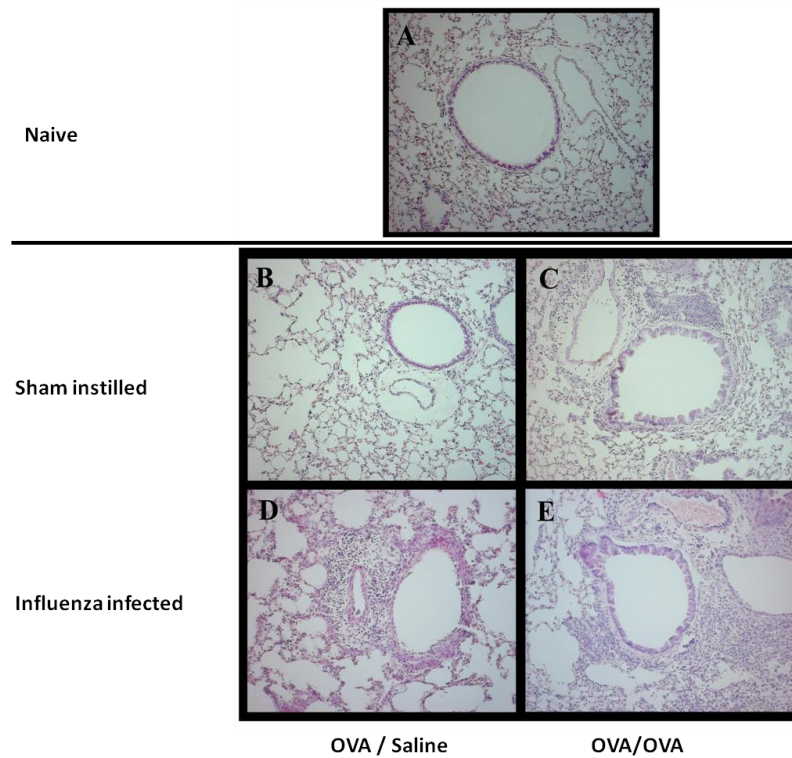 A
Naive
B
C
Sham instilled
D
E
Influenza infected
OVA / Saline
OVA/OVA